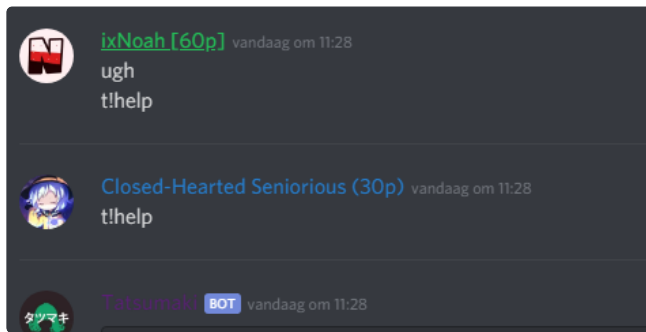 ixNoah [60p] vandaag om 11:28
ugh
t!help
Closed-Hearted Seniorious (30p) vandaag om 11:28
t!help
タツマキ
Tatsumaki BOT vandaag om 11:28